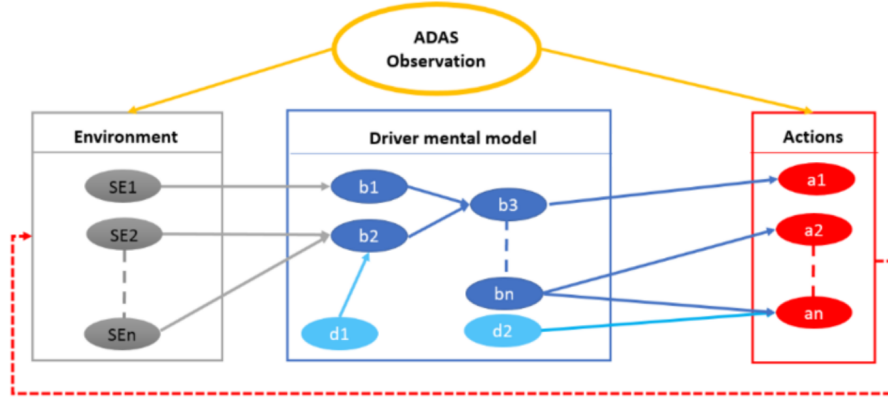 ADAS
Observation
Environment
Driver mental model
Actions
SE1
b1
a1
b3
SE2
b2
a2
bn
an
SEn
d1
d2